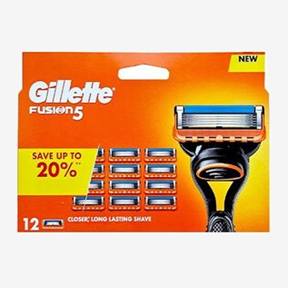 NEW
Gillette
FUSION5
SAVE UP TO
20%**
12
CLOSER, LONG LASTING SHAVE